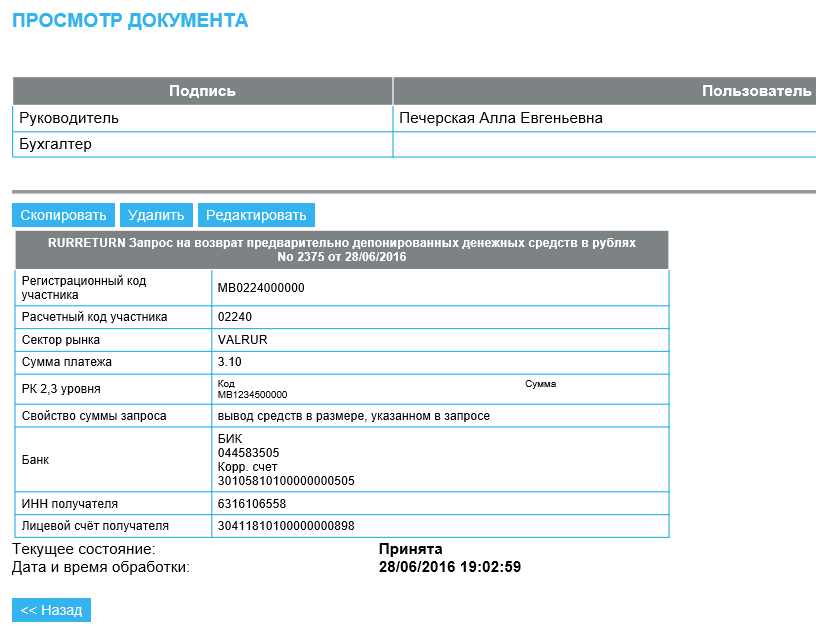 ПРОСМОТР ДОКУМЕНТА
Подпись Пользователь
Руководитель Печерская Алла Евгеньевна
Бухгалтер
Скопировать Удалить Редактировать
RURRETURN Запрос на возврат предварительно депонированных денежных средств в рублях
No 2375 от 28/06/2016
Регистрационный код
участника
MB0224000000
Расчетный код участника 02240
Сектор рынка VALRUR
Сумма платежа 3.10
РК 2,3 уровня
Код Сумма
MB1234500000
Свойство суммы запроса вывод средств в размере, указанном в запросе
Банк
БИК
044583505
Корр. счет
30105810100000000505
ИНН получателя 6316106558
Лицевой счёт получателя 30411810100000000898
Текущее состояние: Принята
Дата и время обработки: 28/06/2016 19:02:59
<< Назад